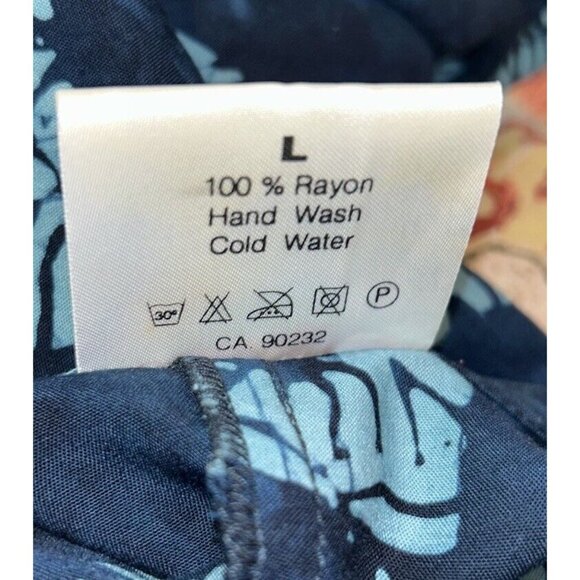 L
100 % Rayon
Hand Wash
Cold Water
30° P
CA 90232